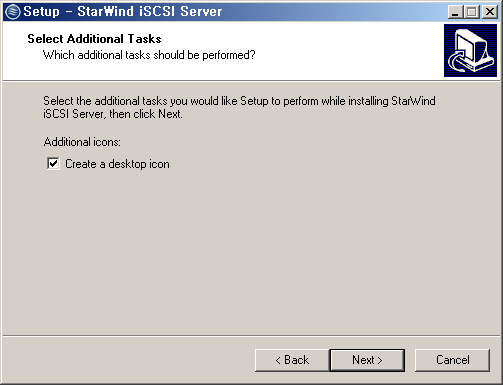 Setup - StarWind iSCSI Server
Select Additional Tasks
Which additional tasks should be performed?
Select the additional tasks you would like Setup to perform while installing StarWind
iSCSI Server, then click Next.
Additional icons:
Create a desktop icon
< Back
Next >
Cancel